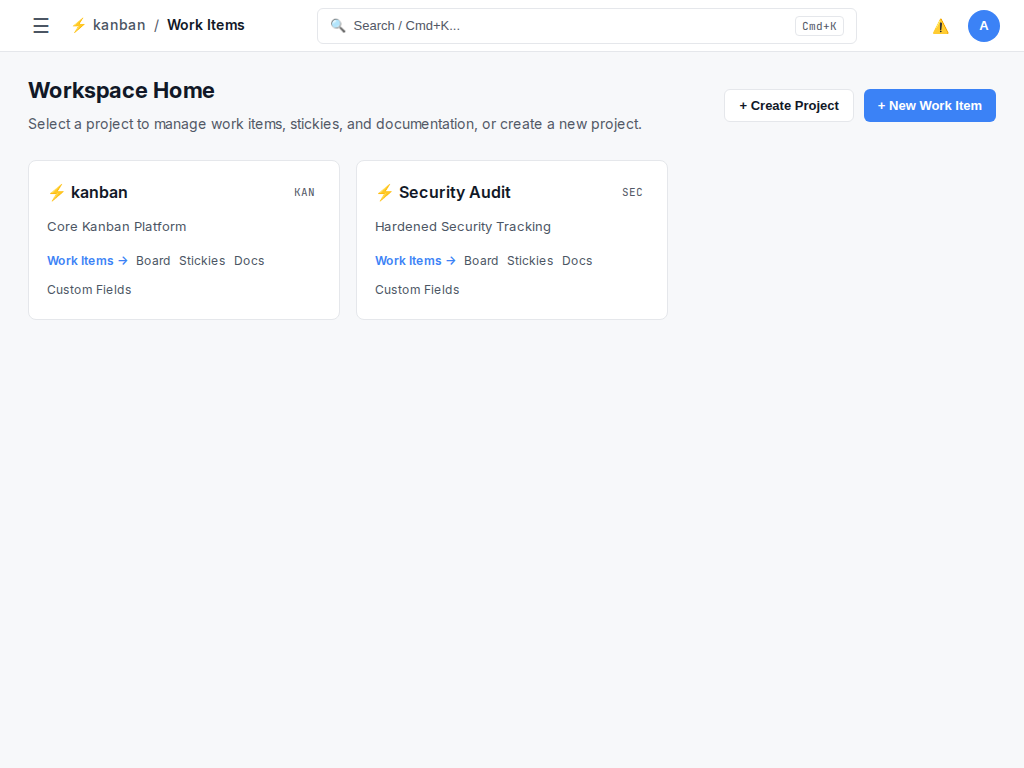 ☰ ⚡ kanban / Work Items
🔍 Search / Cmd+K... Cmd+K
⚠️ A
Workspace Home
Select a project to manage work items, stickies, and documentation, or create a new project.
+ Create Project + New Work Item
⚡ kanban KAN
Core Kanban Platform
Work Items → Board Stickies Docs
Custom Fields
⚡ Security Audit SEC
Hardened Security Tracking
Work Items → Board Stickies Docs
Custom Fields